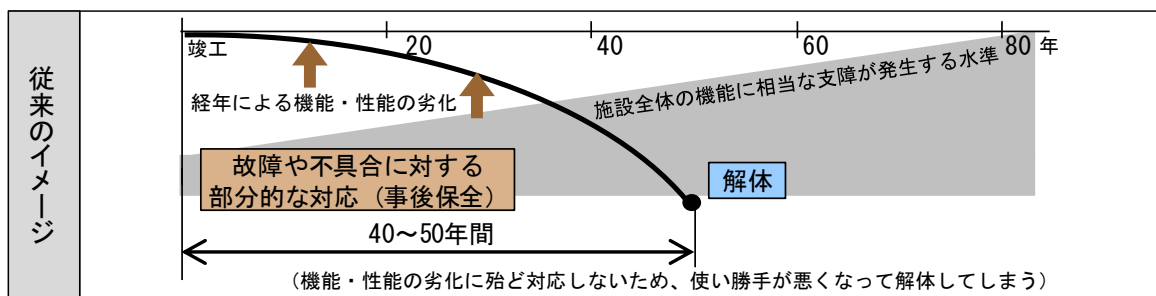 従来のイメージ
竣工
20
40
60
80 年
経年による機能・性能の劣化
施設全体の機能に相当な支障が発生する水準
故障や不具合に対する
部分的な対応（事後保全）
解体
40～50年間
（機能・性能の劣化に殆ど対応しないため、使い勝手が悪くなって解体してしまう）